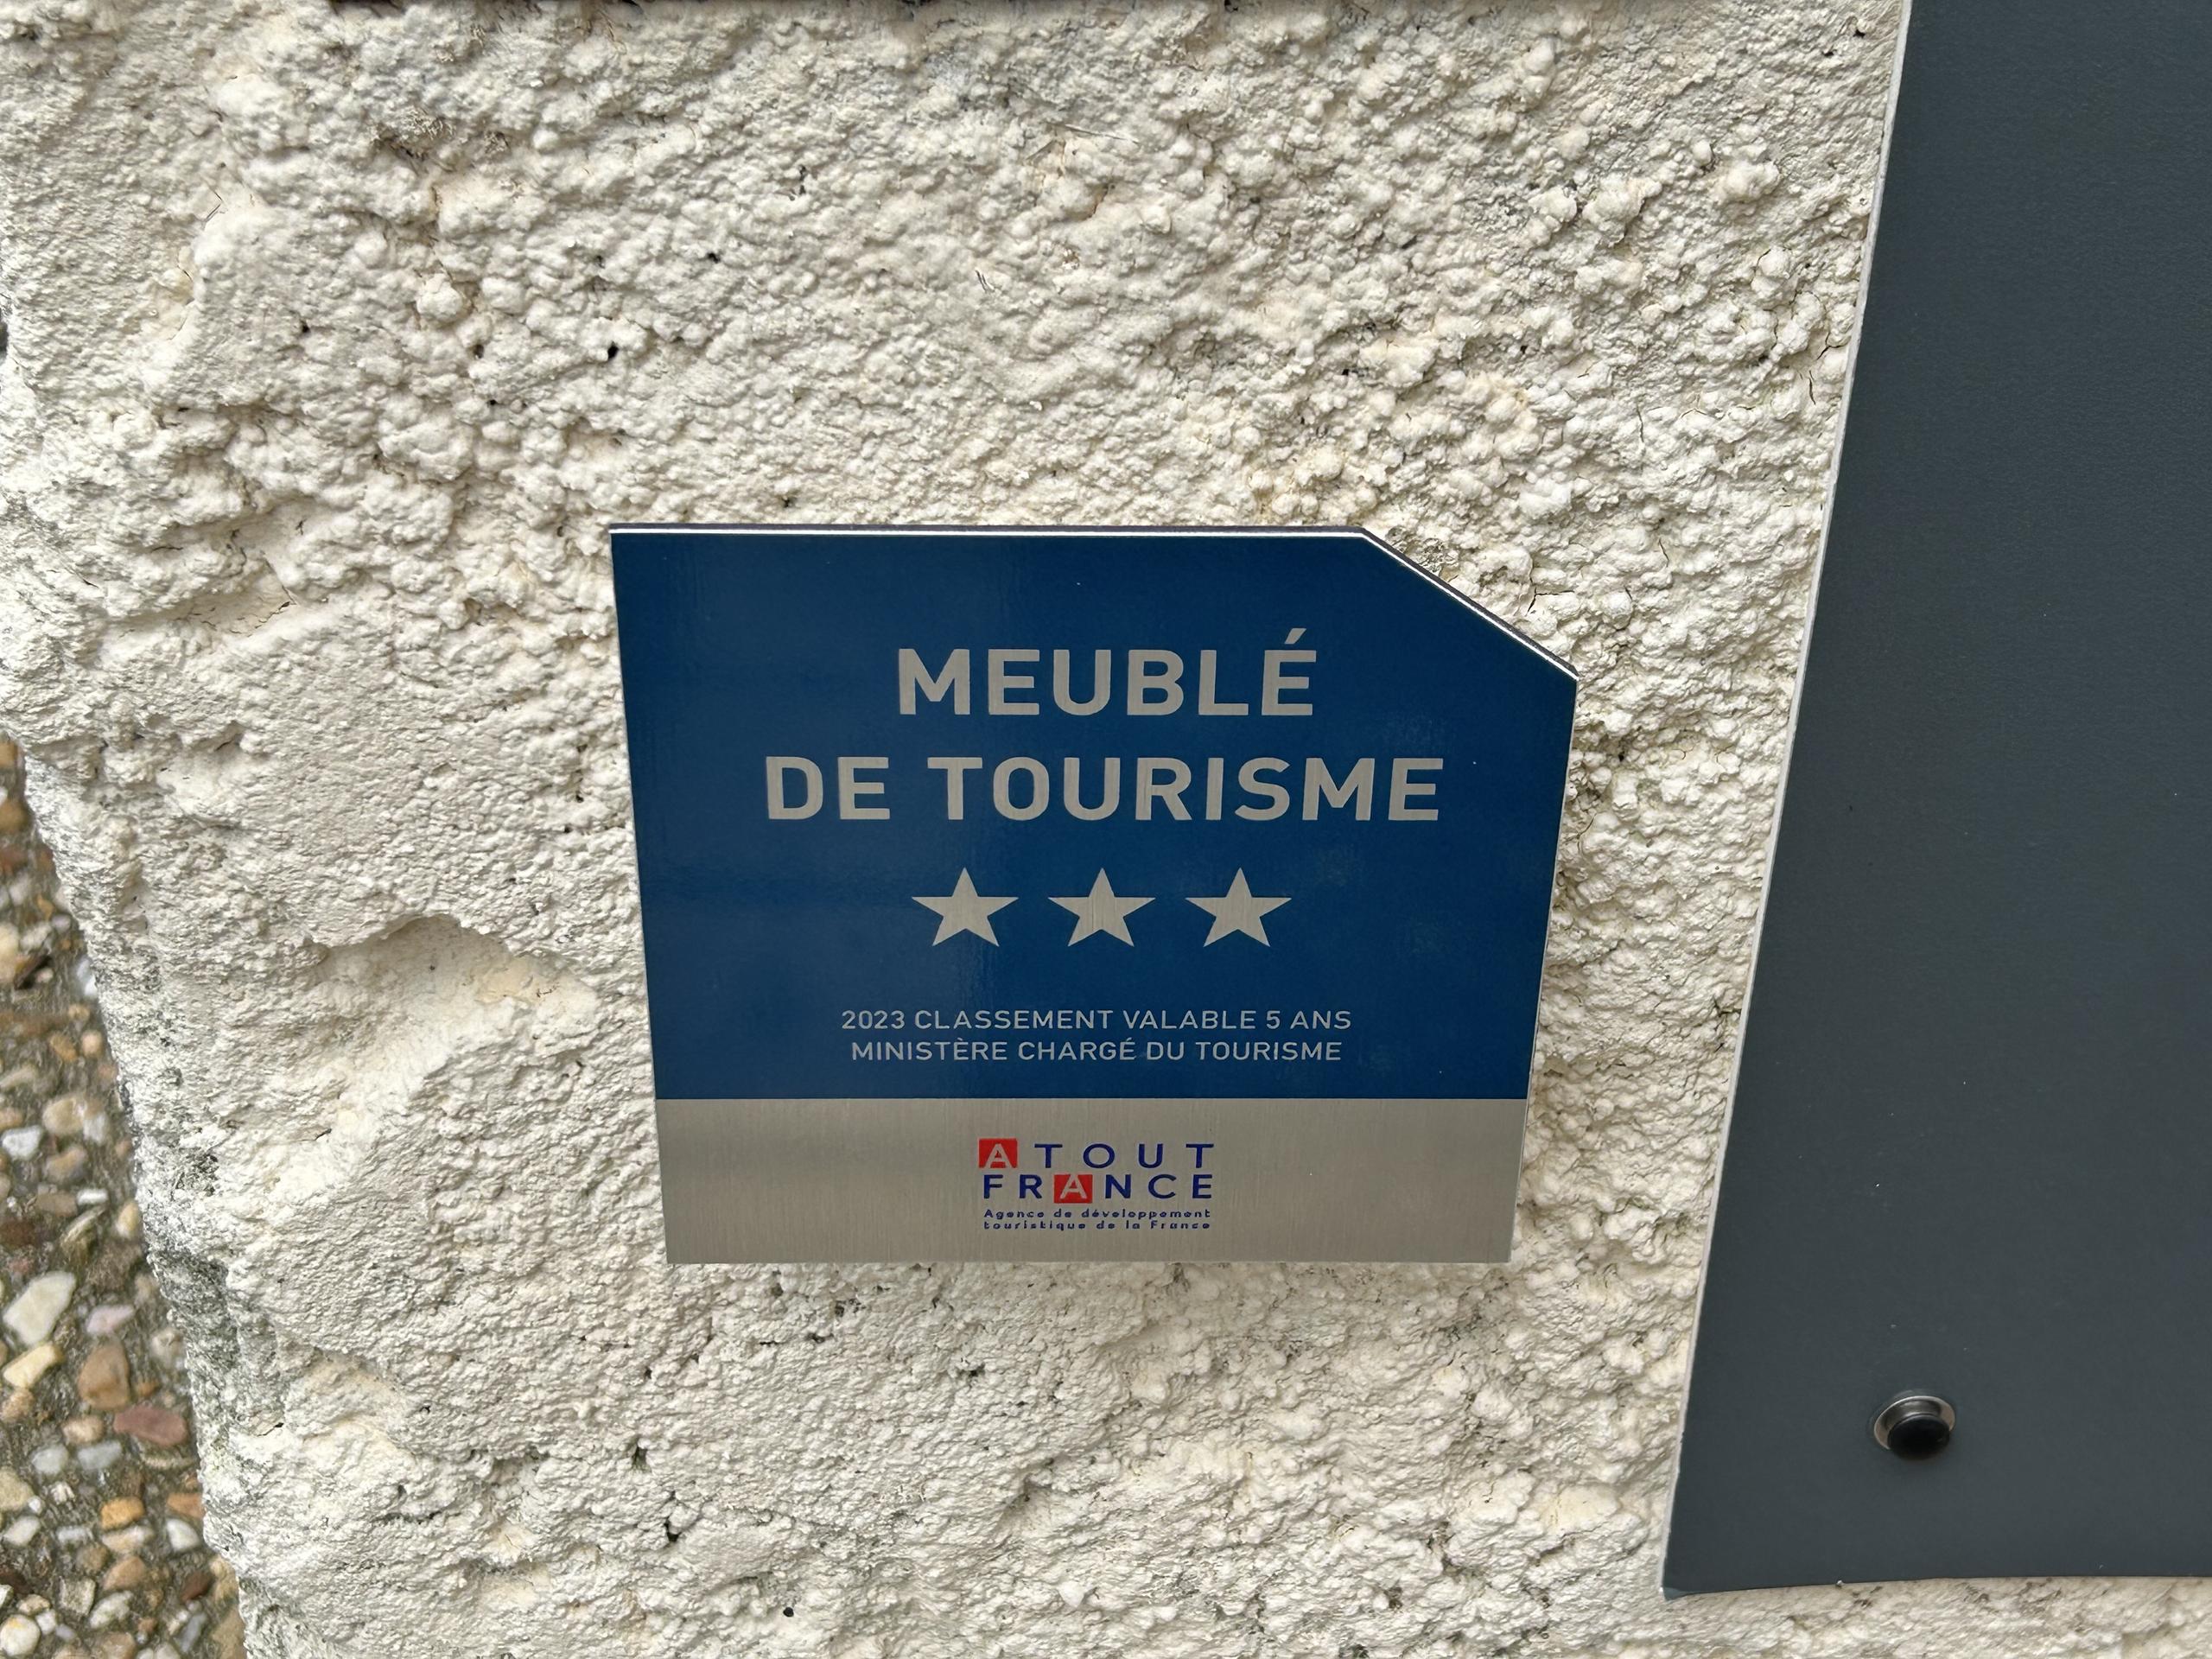 MEUBLÉ
DE TOURISME
★ ★ ★
2023 CLASSEMENT VALABLE 5 ANS
MINISTÈRE CHARGÉ DU TOURISME
ATOUT
FRANCE
Agence de développement
touristique de la France